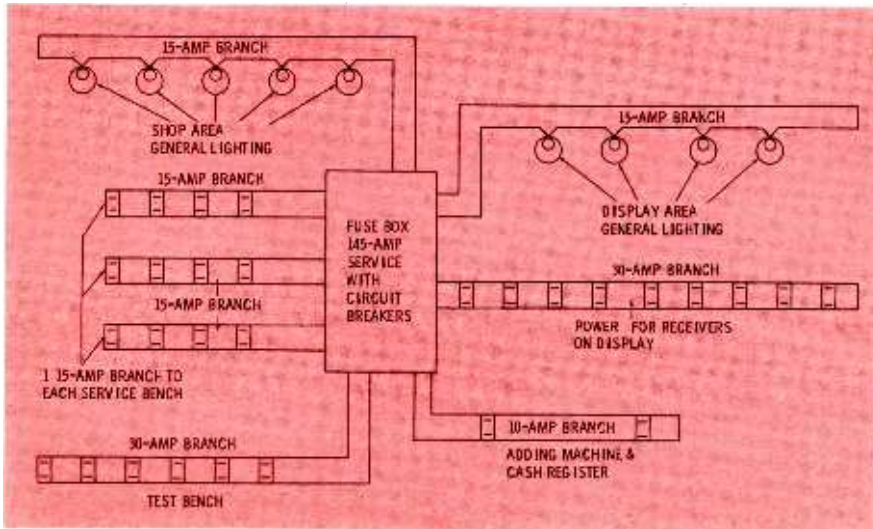 15-AMP BRANCH
SHOP AREA
GENERAL LIGHTING
15-AMP BRANCH
DISPLAY AREA
GENERAL LIGHTING
15-AMP BRANCH
FUSE BOX
145-AMP
SERVICE
WITH
CIRCUIT
BREAKERS
15-AMP BRANCH
30-AMP BRANCH
POWER FOR RECEIVERS
ON DISPLAY
1 15-AMP BRANCH TO
EACH SERVICE BENCH
30-AMP BRANCH
TEST BENCH
10-AMP BRANCH
ADDING MACHINE &
CASH REGISTER